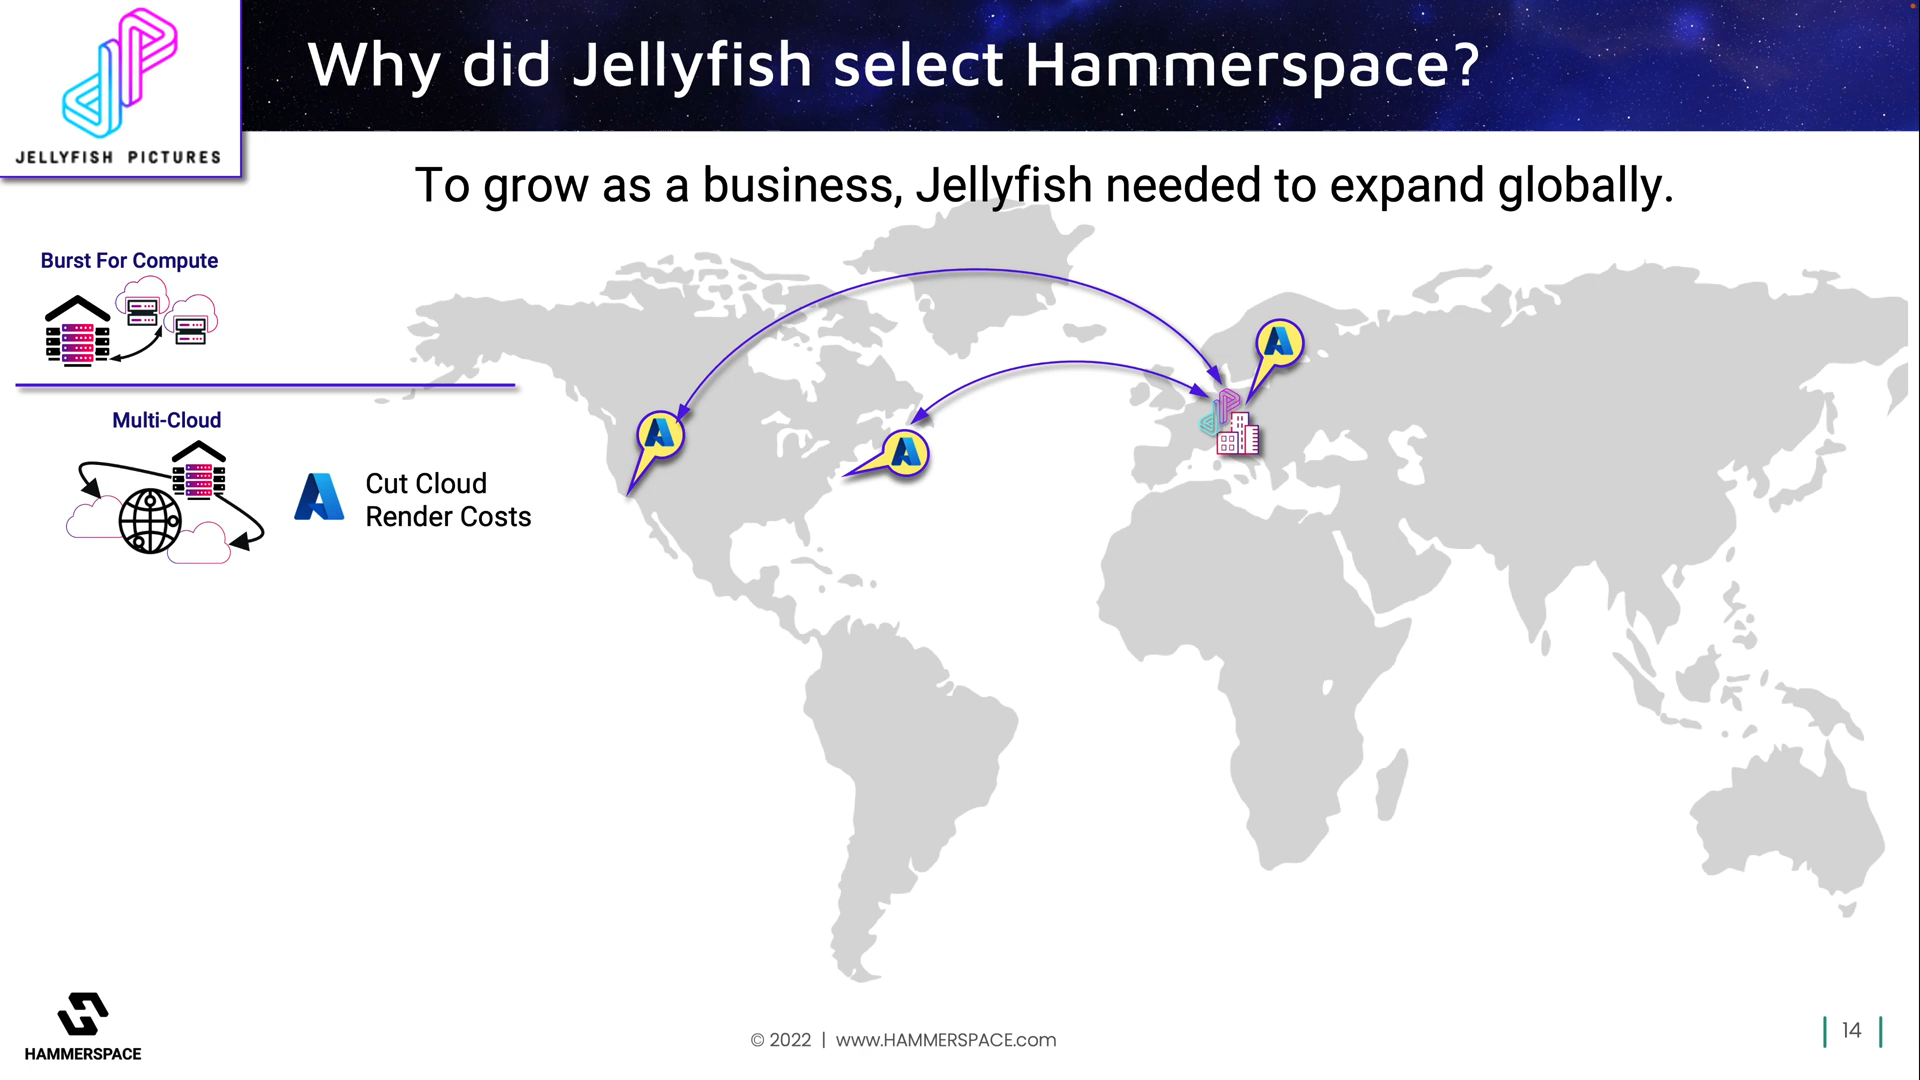 JELLYFISH PICTURES
Why did Jellyfish select Hammerspace?
To grow as a business, Jellyfish needed to expand globally.
Burst For Compute
Multi-Cloud
Cut Cloud
Render Costs
HAMMERSPACE
© 2022 | www.HAMMERSPACE.com
14